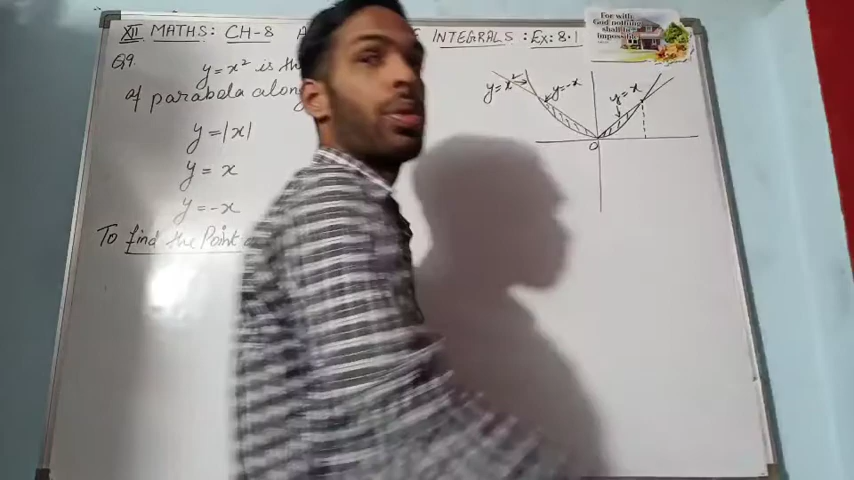 XII MATHS: CH-8 A INTEGRALS : Ex: 8.1
For with
God nothing
shall be
impossible
Q9.
y = x² is the
of parabola along
y = |x|
y = x
y = -x
To find the Point
y = x²
y = -x
y = x
O